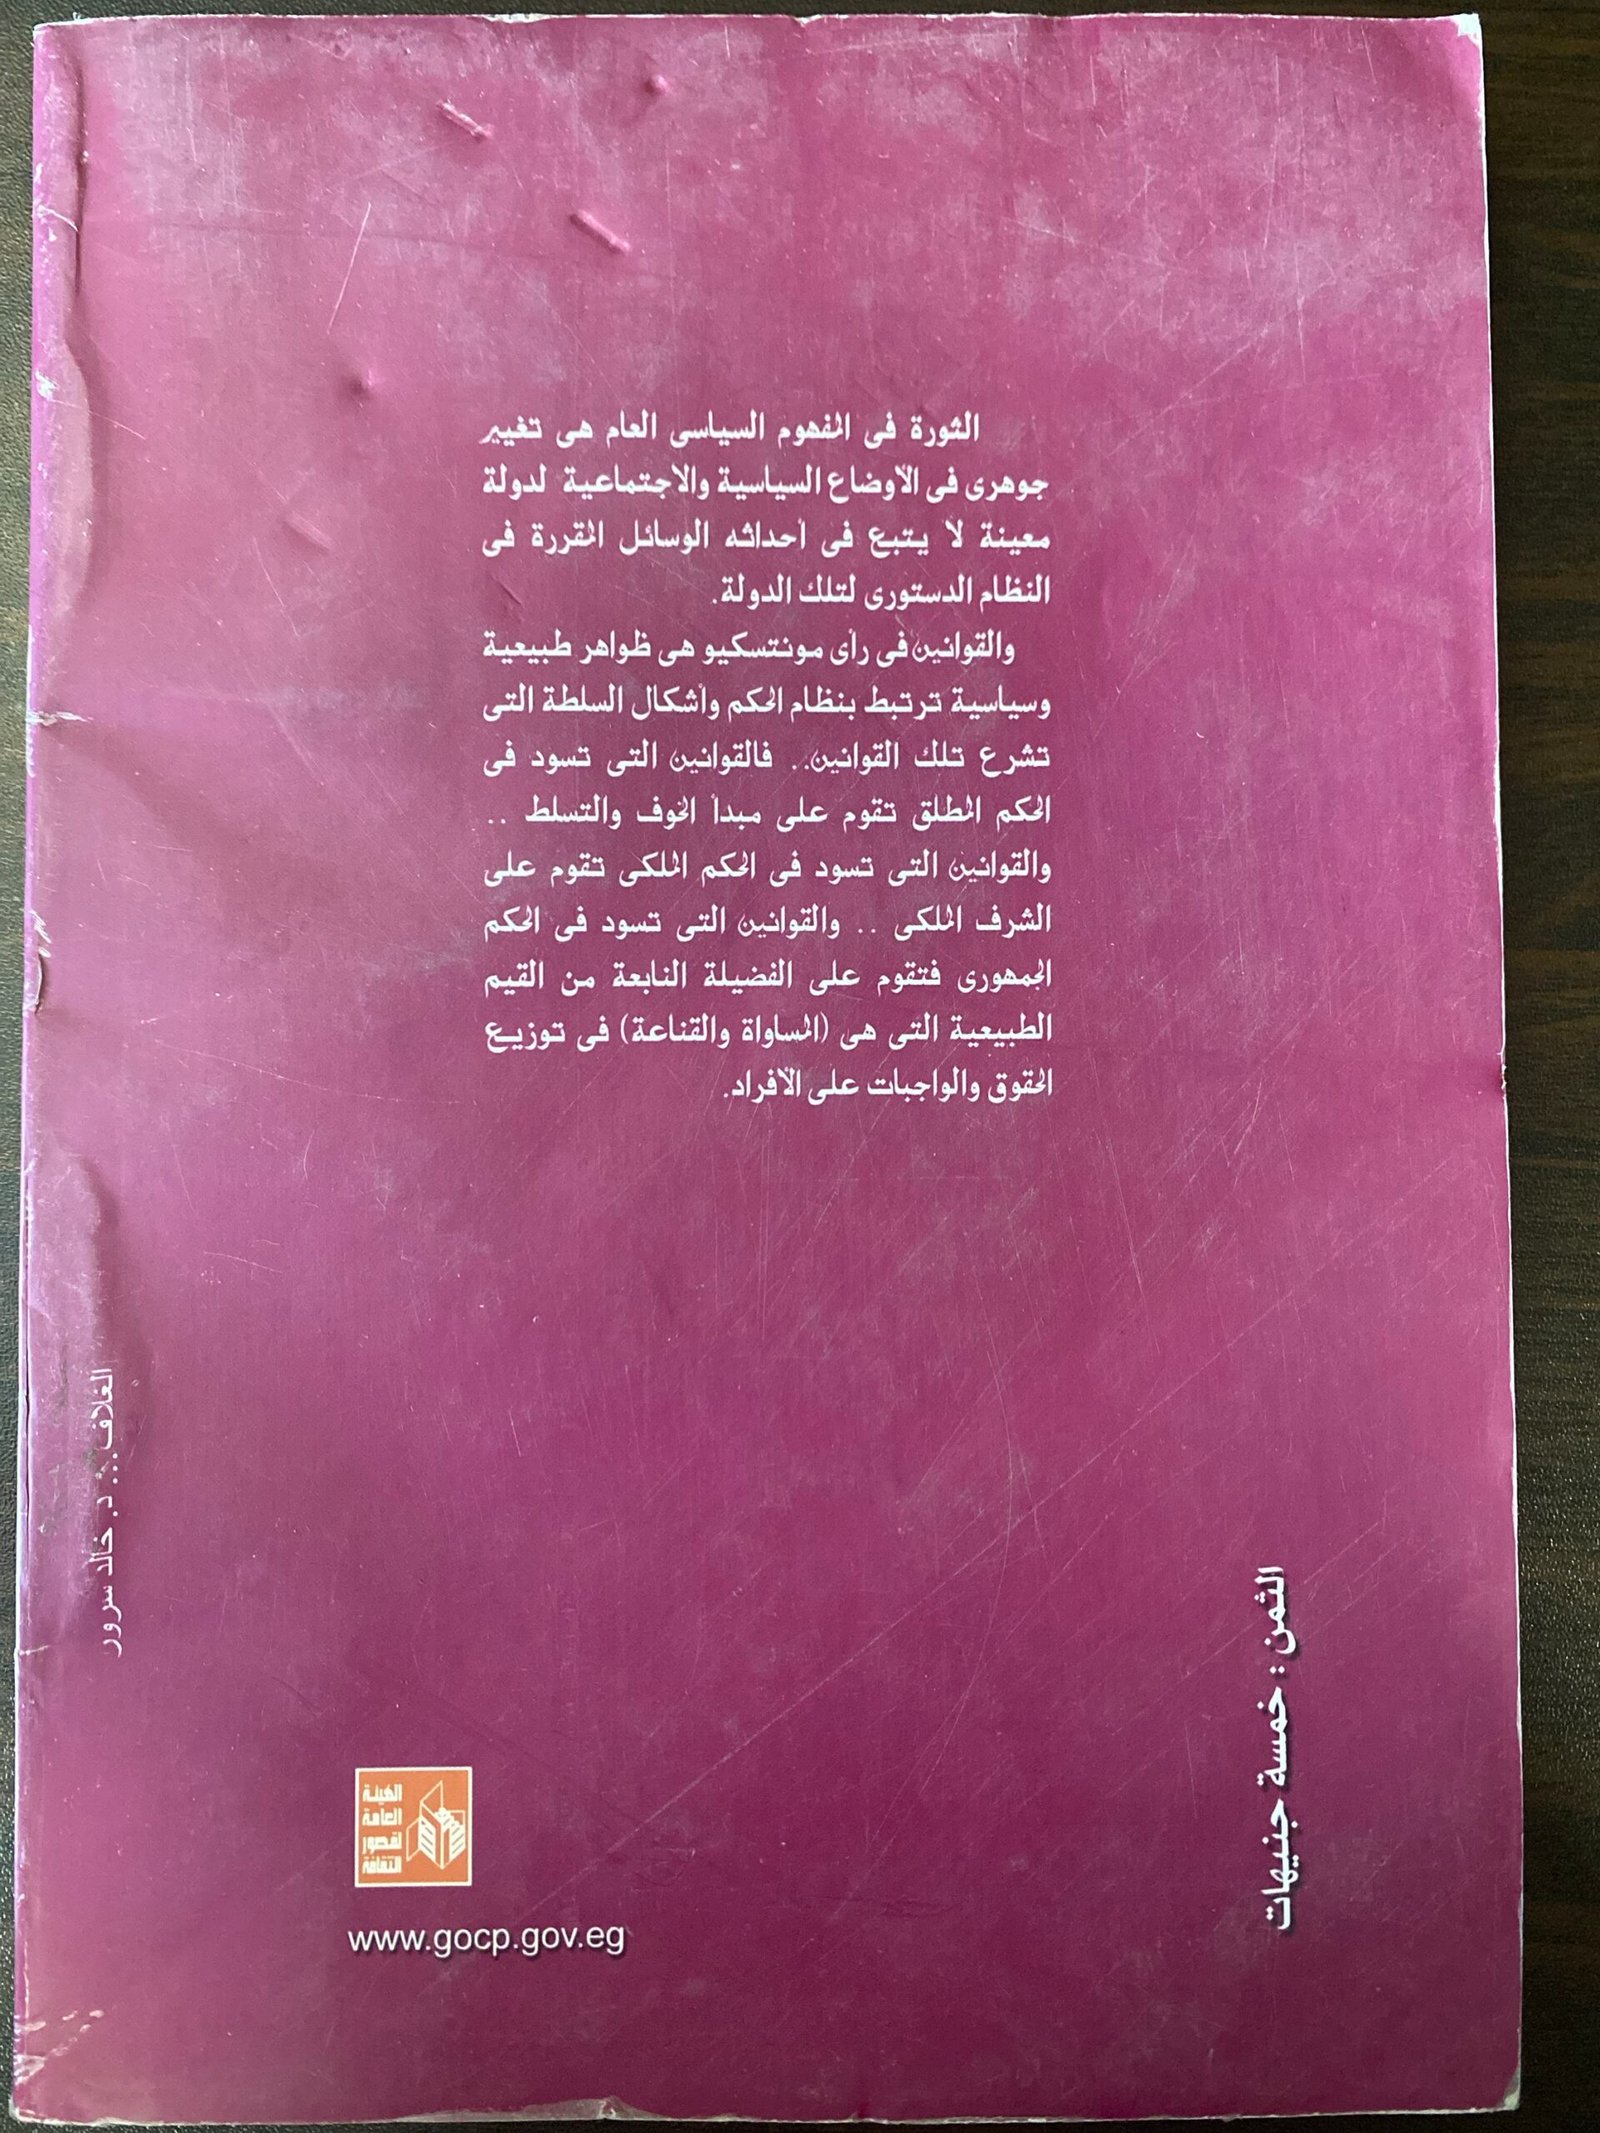 الثورة فى المفهوم السياسى العام هى تغيير
جوهرى فى الأوضاع السياسية والاجتماعية لدولة
معينة لا يتبع فى أحداثه الوسائل المقررة فى
النظام الدستورى لتلك الدولة.
والقوانين فى رأى مونتسكيو هى ظواهر طبيعية
وسياسية ترتبط بنظام الحكم وأشكال السلطة التى
تشرع تلك القوانين.. فالقوانين التى تسود فى
الحكم المطلق تقوم على مبدأ الخوف والتسلط ..
والقوانين التى تسود فى الحكم الملكى تقوم على
الشرف الملكى .. والقوانين التى تسود فى الحكم
الجمهورى فتقوم على الفضيلة النابعة من القيم
الطبيعية التى هى (المساواة والقناعة) فى توزيع
الحقوق والواجبات على الأفراد.
الثمن : خمسة جنيهات
الغلاف... د. خالد سرور
الهيئة
العامة
لقصور
الثقافة
www.gocp.gov.eg